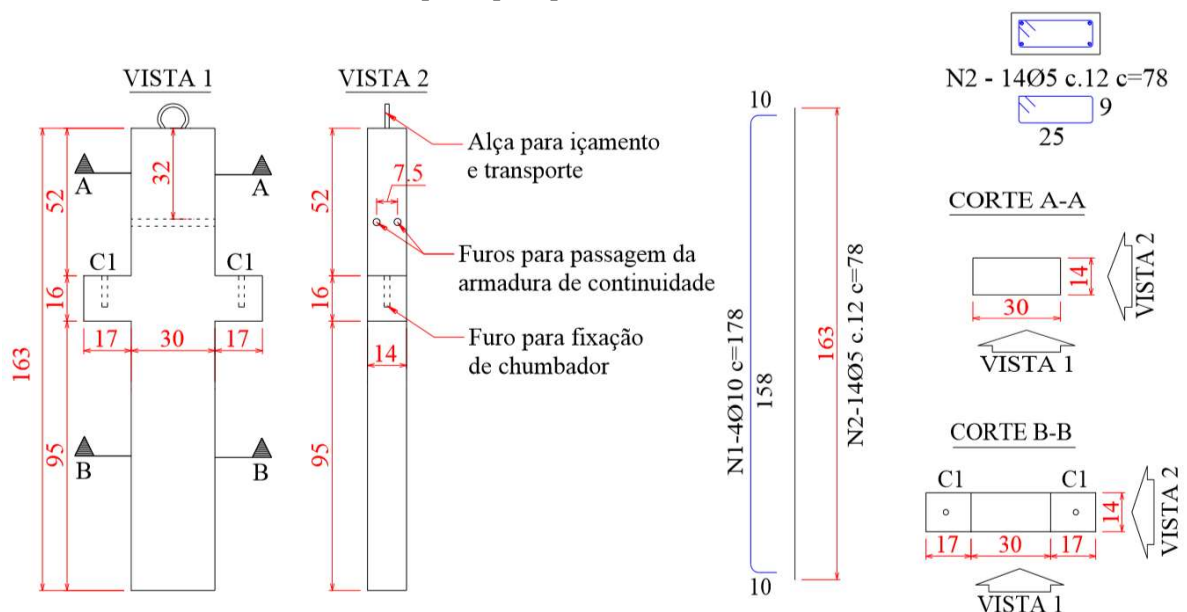 VISTA 1
A
A
52
32
C1
C1
16
17
30
17
163
95
B
B
VISTA 2
52
7.5
16
14
95
Alça para içamento
e transporte
Furos para passagem da
armadura de continuidade
Furo para fixação
de chumbador
10
N1-4Ø10 c=178
158
10
163
N2-14Ø5 c.12 c=78
N2 - 14Ø5 c.12 c=78
9
25
CORTE A-A
14
30
VISTA 2
VISTA 1
CORTE B-B
C1
C1
14
17
30
17
VISTA 2
VISTA 1